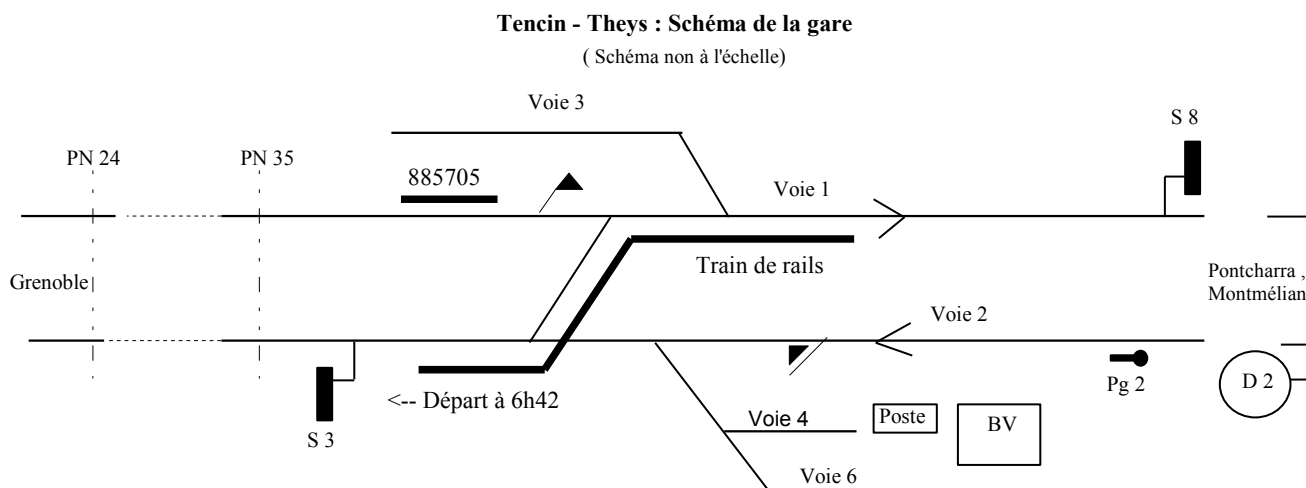 Tencin - Theys : Schéma de la gare
( Schéma non à l'échelle)
Voie 3
S 8
PN 24
PN 35
885705
Voie 1
Train de rails
Grenoble
Pontcharra ,
Montmélian
Voie 2
Pg 2
D 2
<-- Départ à 6h42
S 3
Voie 4
Poste
BV
Voie 6